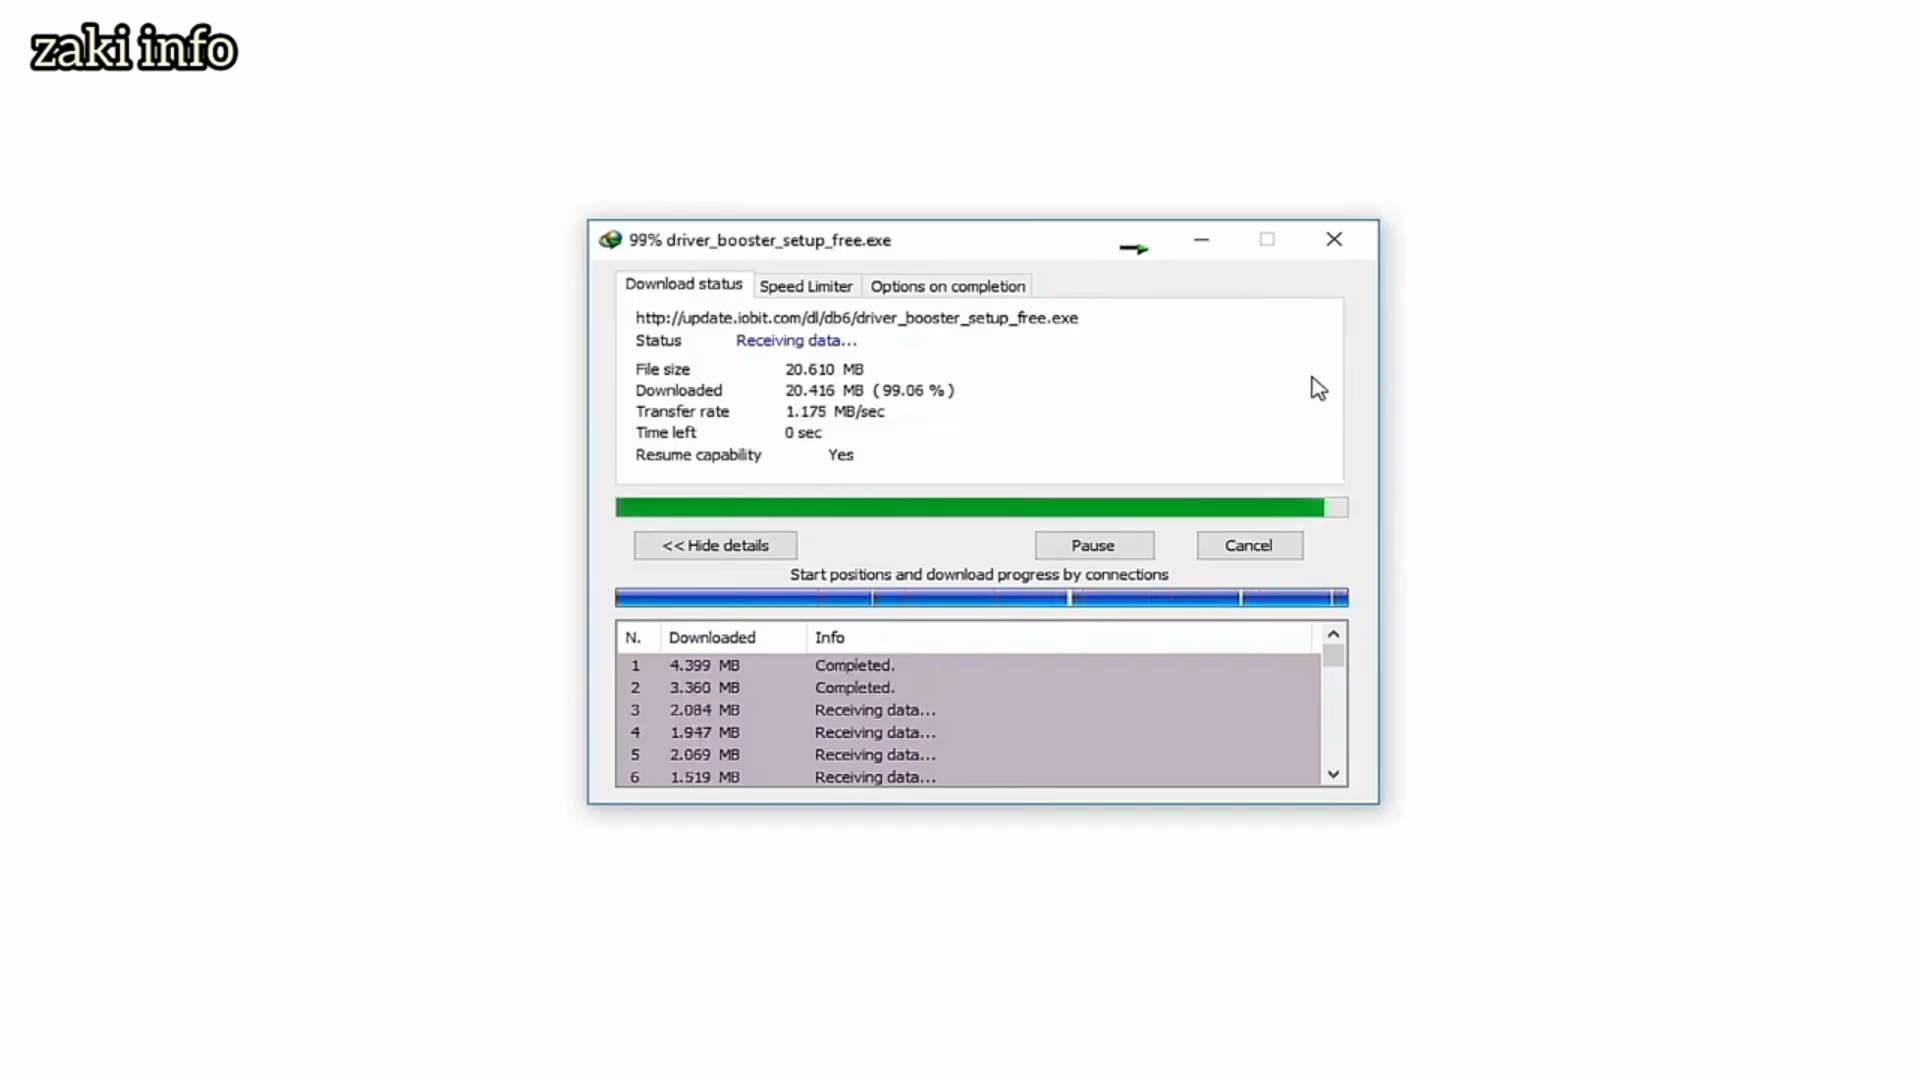 zaki info
99% driver_booster_setup_free.exe
Download status Speed Limiter Options on completion
http://update.iobit.com/dl/db6/driver_booster_setup_free.exe
Status Receiving data...
File size 20.610 MB
Downloaded 20.416 MB ( 99.06 % )
Transfer rate 1.175 MB/sec
Time left 0 sec
Resume capability Yes
<< Hide details Pause Cancel
Start positions and download progress by connections
N. Downloaded Info
1 4.399 MB Completed.
2 3.360 MB Completed.
3 2.084 MB Receiving data...
4 1.947 MB Receiving data...
5 2.069 MB Receiving data...
6 1.519 MB Receiving data...